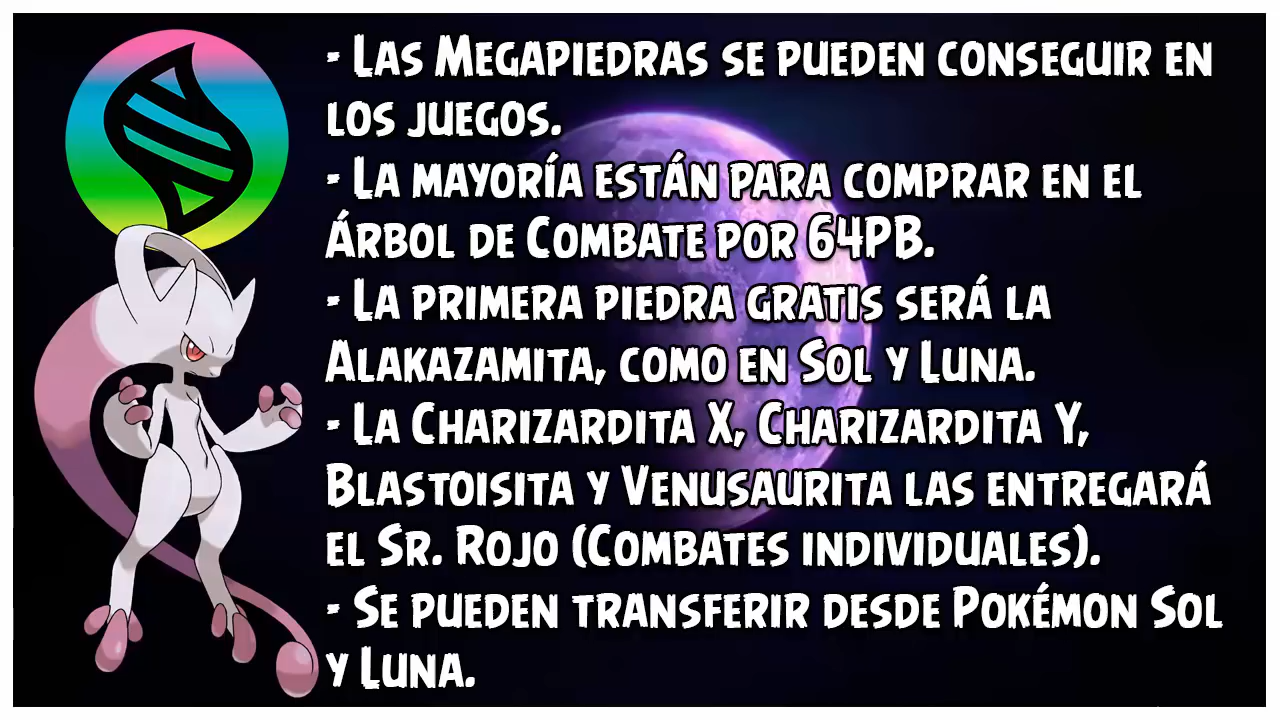 - Las Megapiedras se pueden conseguir en
los juegos.
- La mayoría están para comprar en el
Árbol de Combate por 64PB.
- La primera piedra gratis será la
Alakazamita, como en Sol y Luna.
- La Charizardita X, Charizardita Y,
Blastoisita y Venusaurita las entregará
el Sr. Rojo (Combates individuales).
- Se pueden transferir desde Pokémon Sol
y Luna.